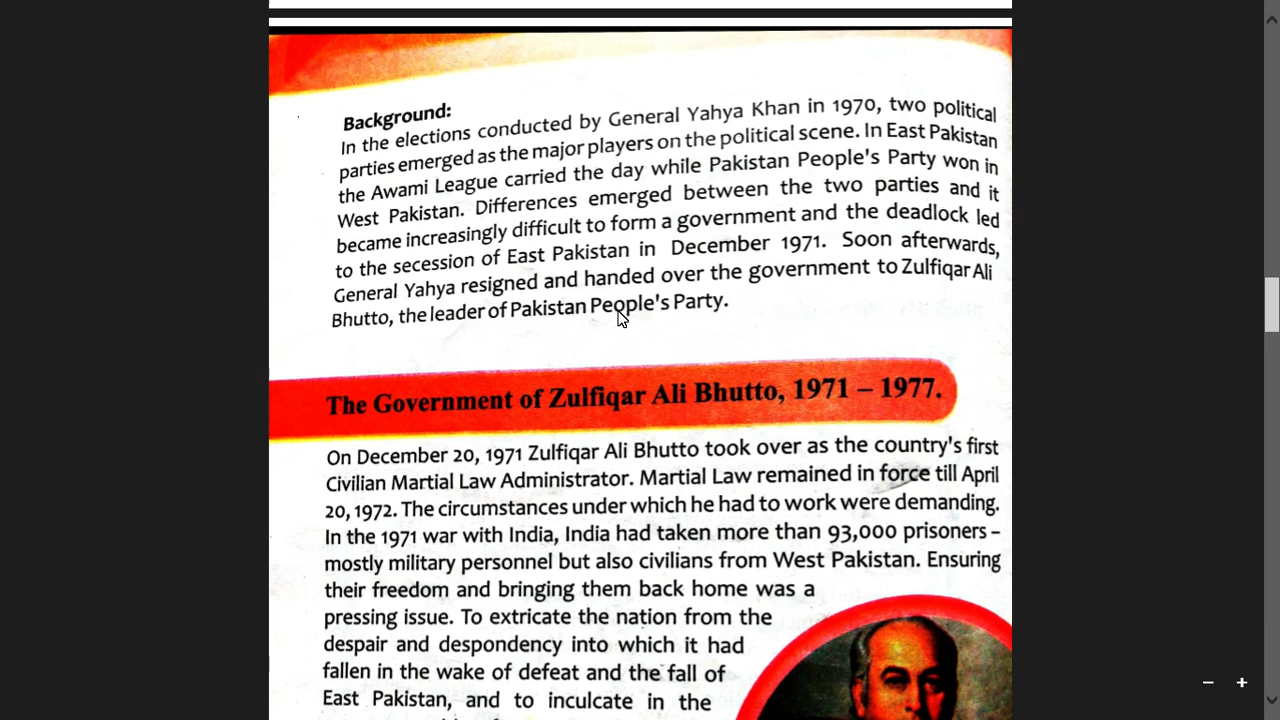 Background:
In the elections conducted by General Yahya Khan in 1970, two political
parties emerged as the major players on the political scene. In East Pakistan
the Awami League carried the day while Pakistan People's Party won in
West Pakistan. Differences emerged between the two parties and it
became increasingly difficult to form a government and the deadlock led
to the secession of East Pakistan in December 1971. Soon afterwards,
General Yahya resigned and handed over the government to Zulfiqar Ali
Bhutto, the leader of Pakistan People's Party.
The Government of Zulfiqar Ali Bhutto, 1971 – 1977.
On December 20, 1971 Zulfiqar Ali Bhutto took over as the country's first
Civilian Martial Law Administrator. Martial Law remained in force till April
20, 1972. The circumstances under which he had to work were demanding.
In the 1971 war with India, India had taken more than 93,000 prisoners –
mostly military personnel but also civilians from West Pakistan. Ensuring
their freedom and bringing them back home was a
pressing issue. To extricate the nation from the
despair and despondency into which it had
fallen in the wake of defeat and the fall of
East Pakistan, and to inculcate in the